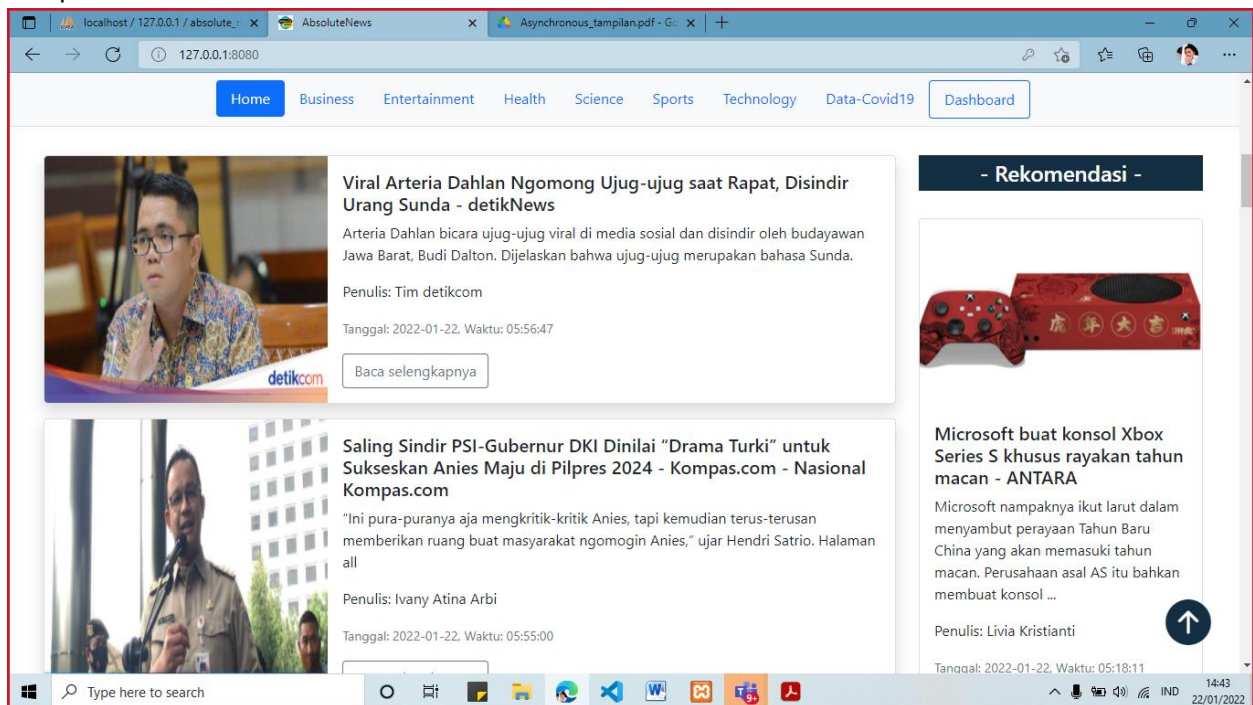 localhost / 127.0.0.1 / absolute_
AbsoluteNews
Asynchronous_tampilan.pdf - Go
127.0.0.1:8080
Home Business Entertainment Health Science Sports Technology Data-Covid19 Dashboard
Viral Arteria Dahlan Ngomong Ujug-ujug saat Rapat, Disindir
Urang Sunda - detikNews
Arteria Dahlan bicara ujug-ujug viral di media sosial dan disindir oleh budayawan
Jawa Barat, Budi Dalton. Dijelaskan bahwa ujug-ujug merupakan bahasa Sunda.
Penulis: Tim detikcom
Tanggal: 2022-01-22, Waktu: 05:56:47
Baca selengkapnya
detikcom
Saling Sindir PSI-Gubernur DKI Dinilai “Drama Turki” untuk
Sukseskan Anies Maju di Pilpres 2024 - Kompas.com - Nasional
Kompas.com
“Ini pura-puranya aja mengkritik-kritik Anies, tapi kemudian terus-terusan
memberikan ruang buat masyarakat ngomogin Anies,” ujar Hendri Satrio. Halaman
all
Penulis: Ivany Atina Arbi
Tanggal: 2022-01-22, Waktu: 05:55:00
- Rekomendasi -
虎年大吉
Microsoft buat konsol Xbox
Series S khusus rayakan tahun
macan - ANTARA
Microsoft nampaknya ikut larut dalam
menyambut perayaan Tahun Baru
China yang akan memasuki tahun
macan. Perusahaan asal AS itu bahkan
membuat konsol ...
Penulis: Livia Kristianti
Tanggal: 2022-01-22, Waktu: 05:18:11
Type here to search
9+
IND
14:43
22/01/2022